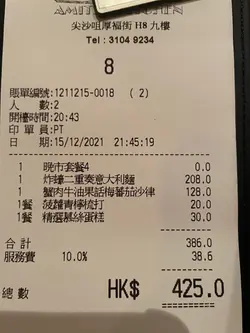 尖沙咀厚福街 H8 九樓
Tel : 3104 9234
8
賬單編號:1211215-0018 (2)
人 數:2
開檯時間:20:43
印單員:PT
日 期:15/12/2021 21:45:19
1 晚市套餐4 0.0
1 炸蠔二重奏意大利麵 208.0
1 蟹肉牛油果話梅番茄沙律 128.0
1餐 菠蘿青檸梳打 20.0
1餐 精選慕絲蛋糕 30.0
合計 386.0
服務費 10.0% 38.6
總數 HK$ 425.0